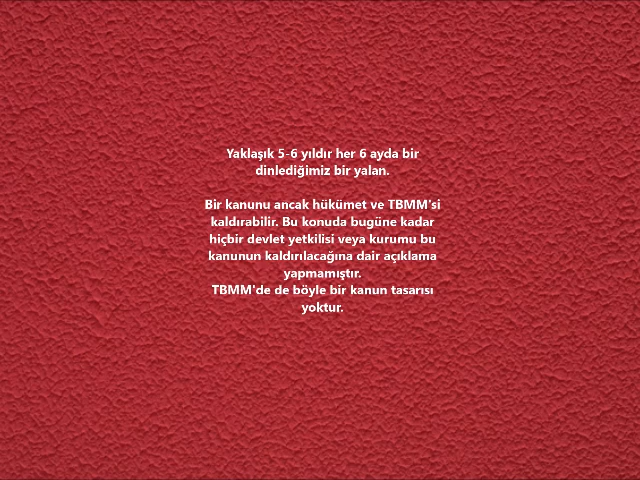 Yaklaşık 5-6 yıldır her 6 ayda bir
dinlediğimiz bir yalan.
Bir kanunu ancak hükümet ve TBMM'si
kaldırabilir. Bu konuda bugüne kadar
hiçbir devlet yetkilisi veya kurumu bu
kanunun kaldırılacağına dair açıklama
yapmamıştır.
TBMM'de de böyle bir kanun tasarısı
yoktur.